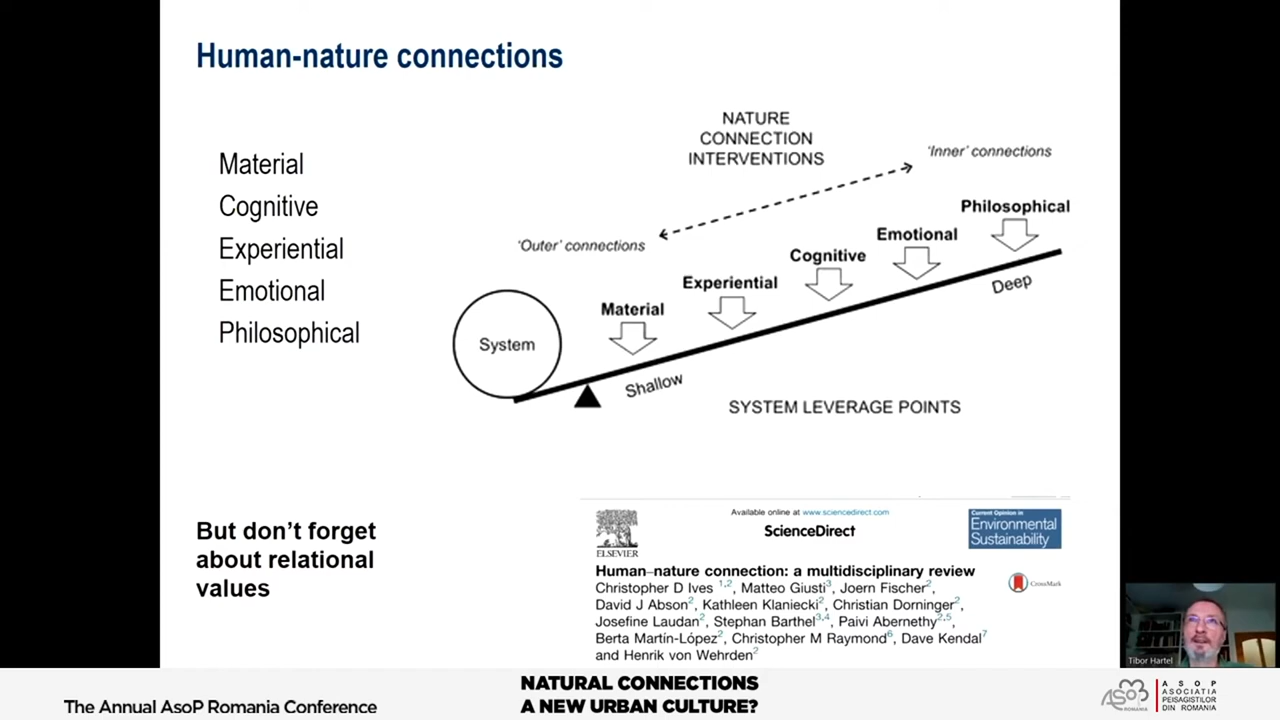 Human-nature connections
Material
Cognitive
Experiential
Emotional
Philosophical
NATURE
CONNECTION
INTERVENTIONS
'Inner' connections
'Outer' connections
Philosophical
Emotional
Cognitive
Experiential
Material
System
Shallow
Deep
SYSTEM LEVERAGE POINTS
But don't forget
about relational
values
Available online at www.sciencedirect.com
ScienceDirect
ELSEVIER
Current Opinion in
Environmental
Sustainability
Human–nature connection: a multidisciplinary review
CrossMark
Christopher D Ives 1,2, Matteo Giusti3, Joern Fischer2,
David J Abson2, Kathleen Klaniecki2, Christian Dorninger2,
Josefine Laudan2, Stephan Barthel3,4, Paivi Abernethy2,5,
Berta Martín-López2, Christopher M Raymond6, Dave Kendal7
and Henrik von Wehrden2
Tibor Hartel
The Annual AsoP Romania Conference
NATURAL CONNECTIONS
A NEW URBAN CULTURE?
ASOP
ROMANIA
A S O P
ASOCIATIA
PEISAGISTILOR
DIN ROMANIA